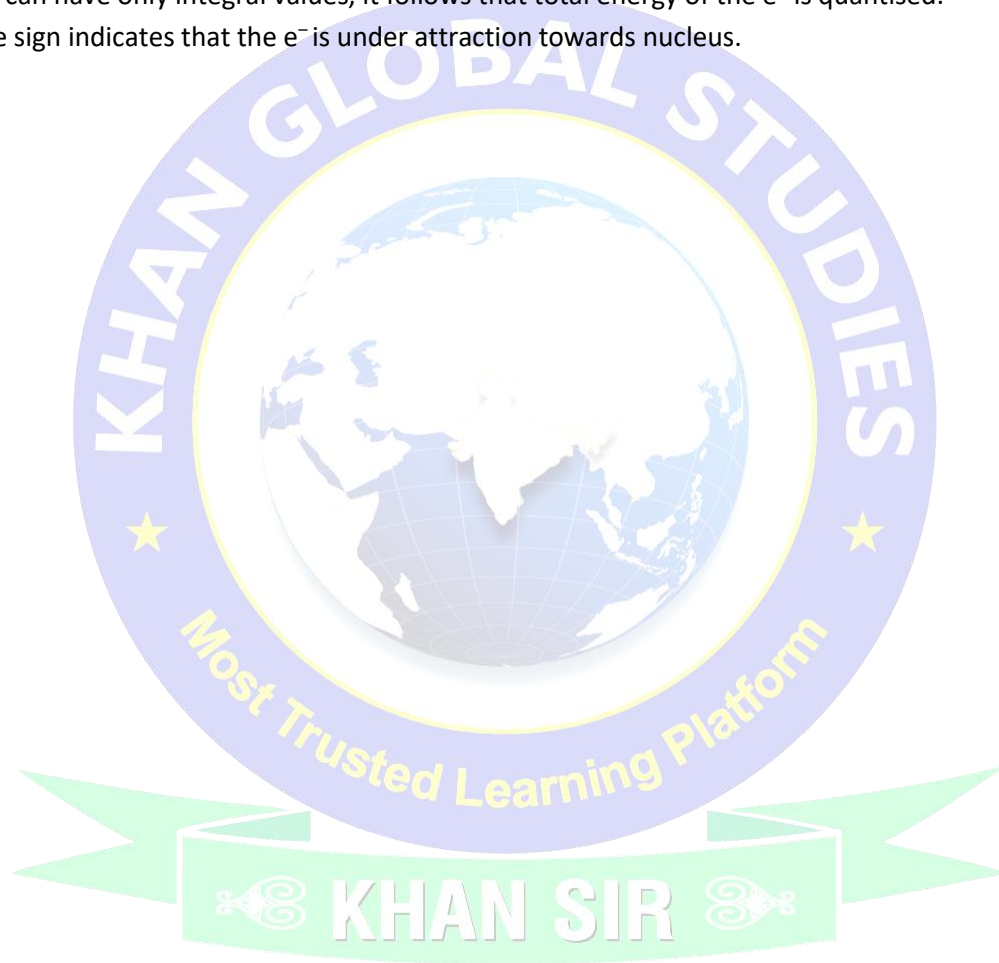 can have only integral values, it follows that total energy of the e⁻ is quantised.
e sign indicates that the e⁻ is under attraction towards nucleus.
KHAN GLOBAL STUDIES
Most Trusted Learning Platform
KHAN SIR